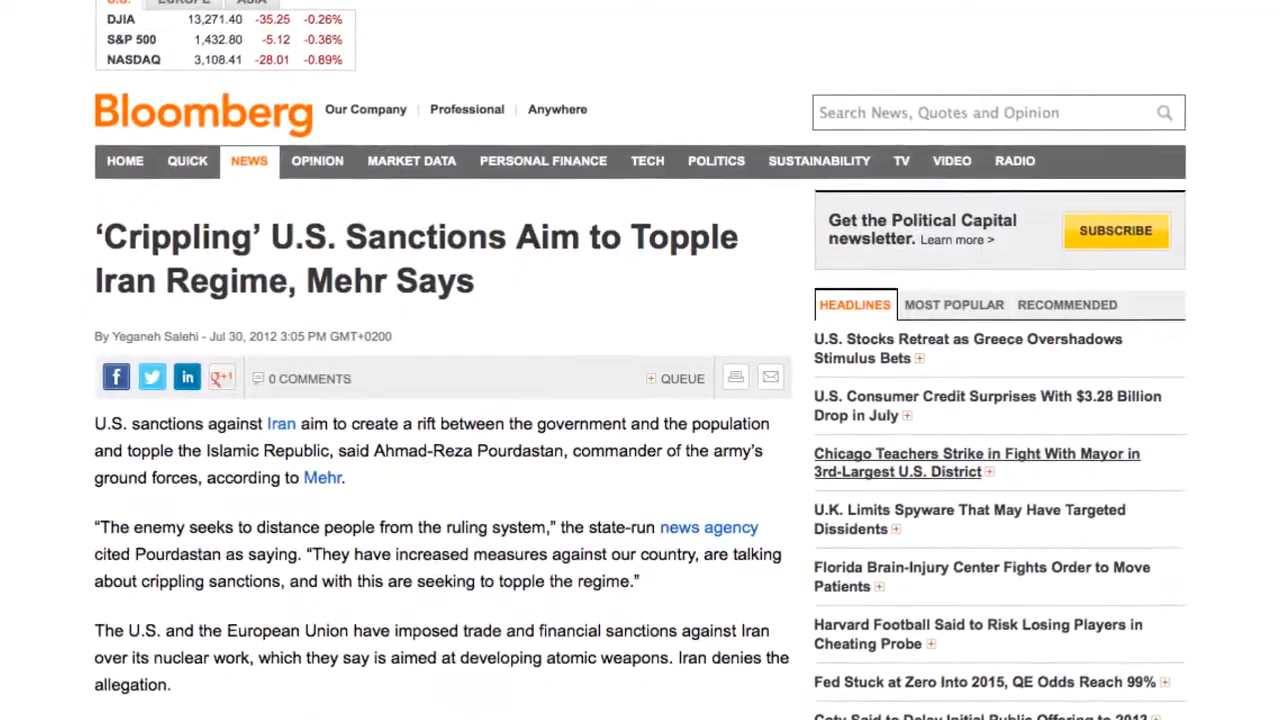 U.S. EUROPE ASIA
DJIA 13,271.40 -35.25 -0.26%
S&P 500 1,432.80 -5.12 -0.36%
NASDAQ 3,108.41 -28.01 -0.89%
Bloomberg Our Company Professional Anywhere
Search News, Quotes and Opinion
HOME QUICK NEWS OPINION MARKET DATA PERSONAL FINANCE TECH POLITICS SUSTAINABILITY TV VIDEO RADIO
‘Crippling’ U.S. Sanctions Aim to Topple
Iran Regime, Mehr Says
By Yeganeh Salehi - Jul 30, 2012 3:05 PM GMT+0200
f in g+1 0 COMMENTS + QUEUE
U.S. sanctions against Iran aim to create a rift between the government and the population
and topple the Islamic Republic, said Ahmad-Reza Pourdastan, commander of the army’s
ground forces, according to Mehr.
“The enemy seeks to distance people from the ruling system,” the state-run news agency
cited Pourdastan as saying. “They have increased measures against our country, are talking
about crippling sanctions, and with this are seeking to topple the regime.”
The U.S. and the European Union have imposed trade and financial sanctions against Iran
over its nuclear work, which they say is aimed at developing atomic weapons. Iran denies the
allegation.
Get the Political Capital
newsletter. Learn more >
SUBSCRIBE
HEADLINES MOST POPULAR RECOMMENDED
U.S. Stocks Retreat as Greece Overshadows
Stimulus Bets +
U.S. Consumer Credit Surprises With $3.28 Billion
Drop in July +
Chicago Teachers Strike in Fight With Mayor in
3rd-Largest U.S. District +
U.K. Limits Spyware That May Have Targeted
Dissidents +
Florida Brain-Injury Center Fights Order to Move
Patients +
Harvard Football Said to Risk Losing Players in
Cheating Probe +
Fed Stuck at Zero Into 2015, QE Odds Reach 99% +
Coty Said to Delay Initial Public Offering to 2013 +